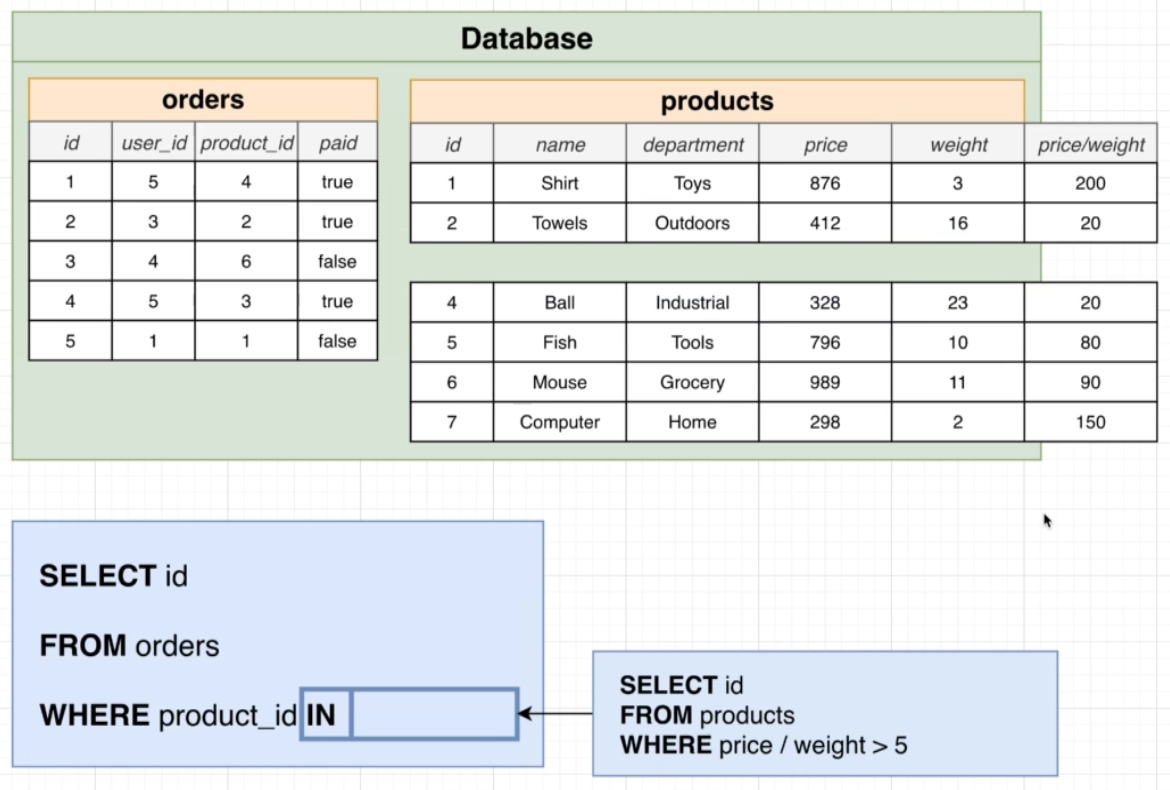 Database
orders
id user_id product_id paid
1 5 4 true
2 3 2 true
3 4 6 false
4 5 3 true
5 1 1 false
products
id name department price weight price/weight
1 Shirt Toys 876 3 200
2 Towels Outdoors 412 16 20
4 Ball Industrial 328 23 20
5 Fish Tools 796 10 80
6 Mouse Grocery 989 11 90
7 Computer Home 298 2 150
SELECT id
FROM orders
WHERE product_id IN
SELECT id
FROM products
WHERE price / weight > 5